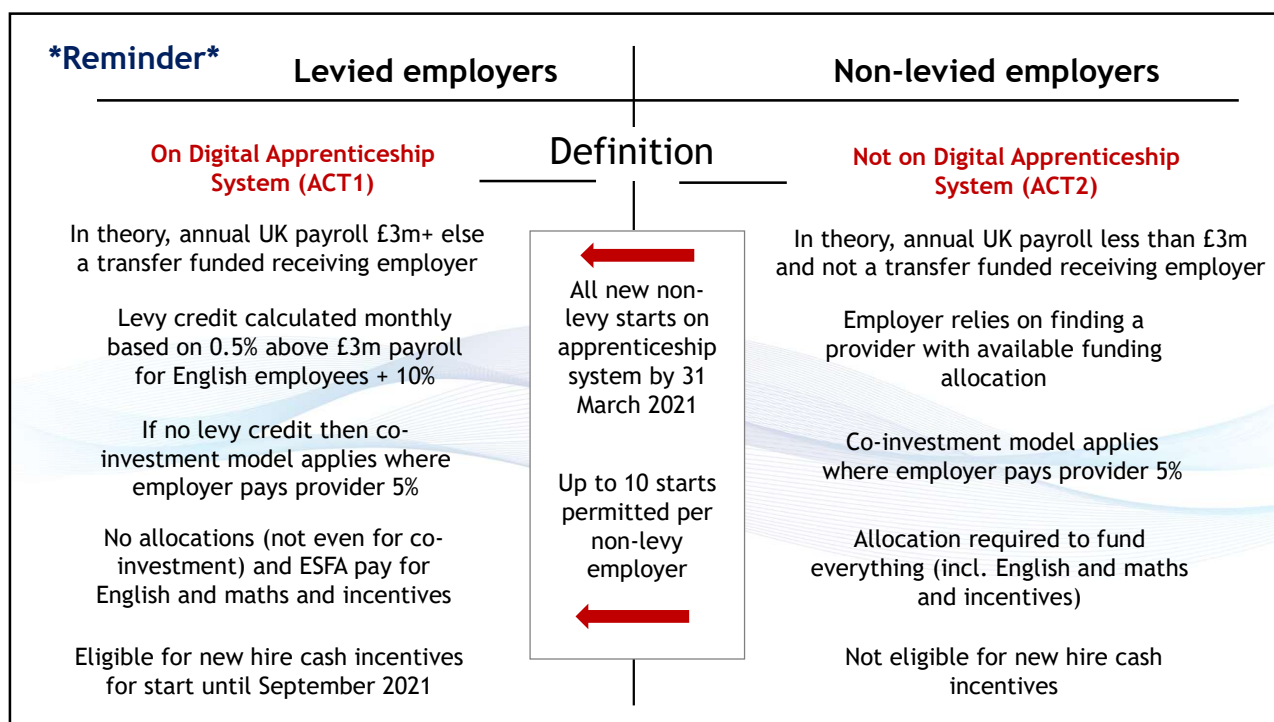 *Reminder*
Levied employers
Non-levied employers
Definition
On Digital Apprenticeship
System (ACT1)
In theory, annual UK payroll £3m+ else
a transfer funded receiving employer
Levy credit calculated monthly
based on 0.5% above £3m payroll
for English employees + 10%
If no levy credit then co-
investment model applies where
employer pays provider 5%
No allocations (not even for co-
investment) and ESFA pay for
English and maths and incentives
Eligible for new hire cash incentives
for start until September 2021
All new non-
levy starts on
apprenticeship
system by 31
March 2021
Up to 10 starts
permitted per
non-levy
employer
Not on Digital Apprenticeship
System (ACT2)
In theory, annual UK payroll less than £3m
and not a transfer funded receiving employer
Employer relies on finding a
provider with available funding
allocation
Co-investment model applies
where employer pays provider 5%
Allocation required to fund
everything (incl. English and maths
and incentives)
Not eligible for new hire cash
incentives